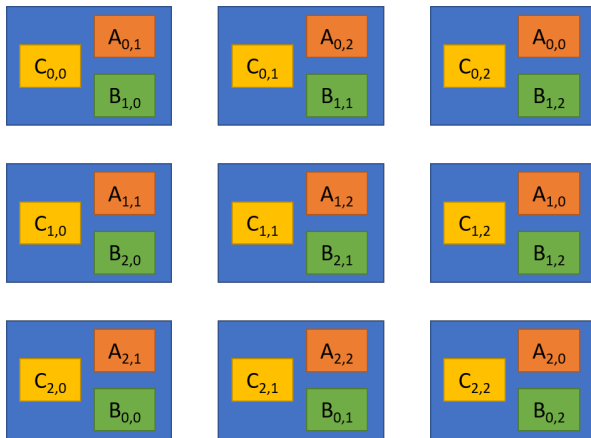 C0,0 A0,1 B1,0
C0,1 A0,2 B1,1
C0,2 A0,0 B1,2
C1,0 A1,1 B2,0
C1,1 A1,2 B2,1
C1,2 A1,0 B1,2
C2,0 A2,1 B0,0
C2,1 A2,2 B0,1
C2,2 A2,0 B0,2